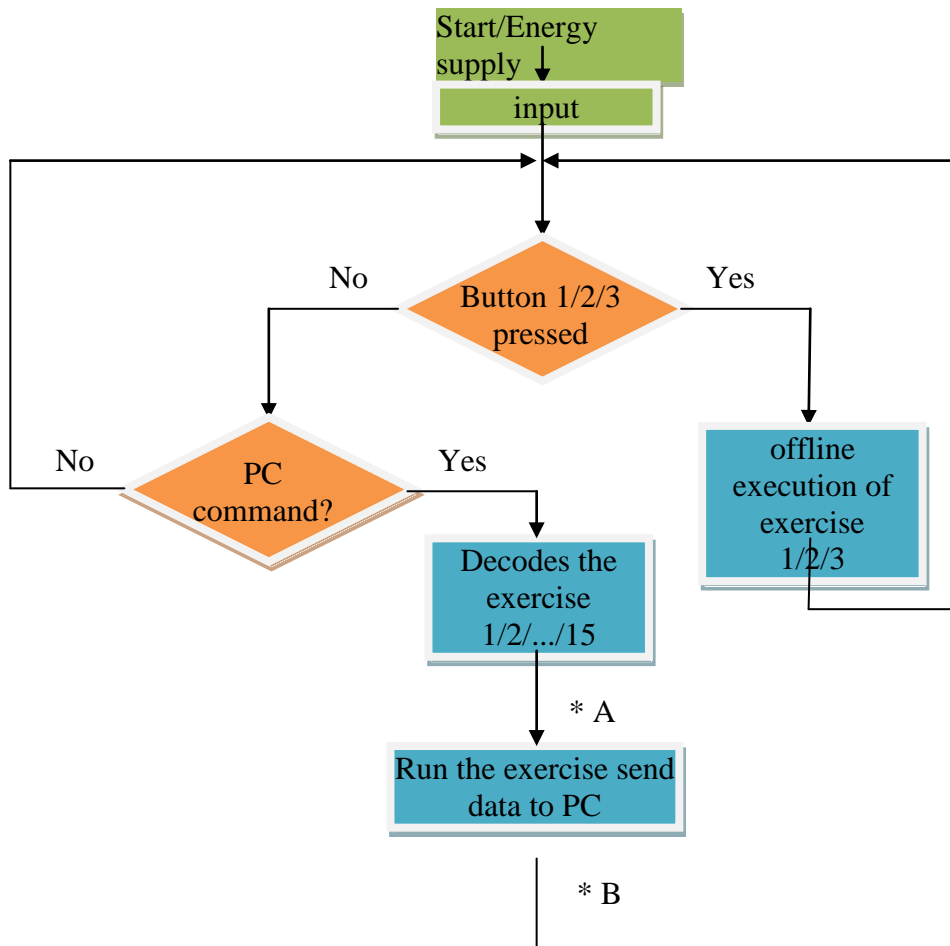 Start/Energy
supply
input
No
Yes
Button 1/2/3
pressed
No
Yes
PC
command?
offline
execution of
exercise
1/2/3
Decodes the
exercise
1/2/.../15
* A
Run the exercise send
data to PC
* B